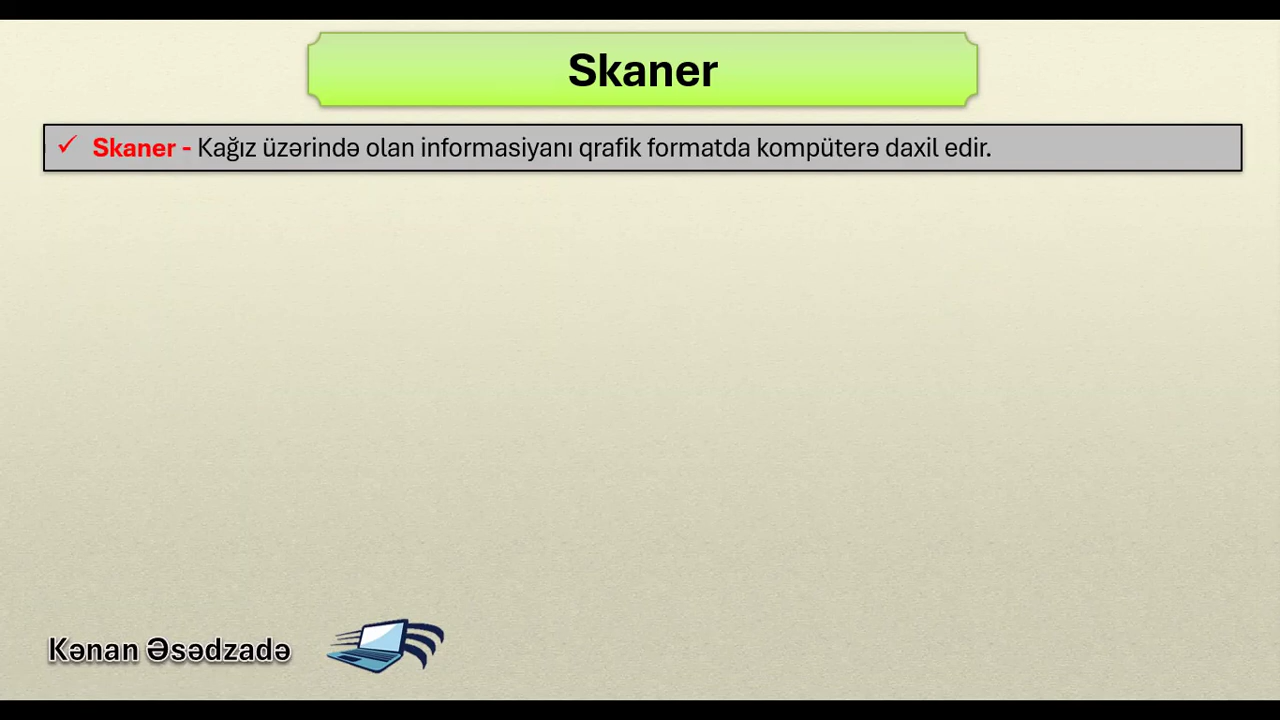 Skaner
✓ Skaner - Kağız üzərində olan informasiyanı qrafik formatda kompüterə daxil edir.
Kənan Əsədzadə